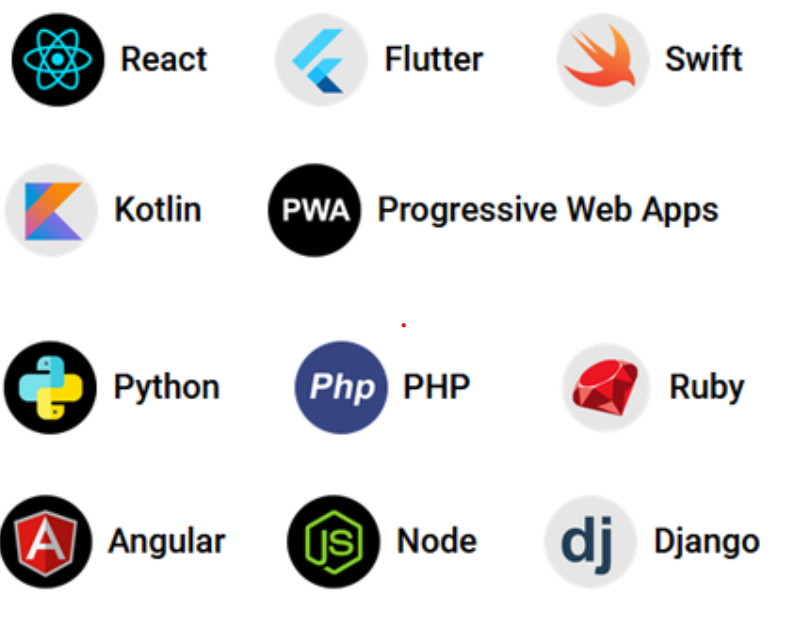 React Flutter Swift
Kotlin PWA Progressive Web Apps
Python Php PHP Ruby
A Angular JS Node dj Django